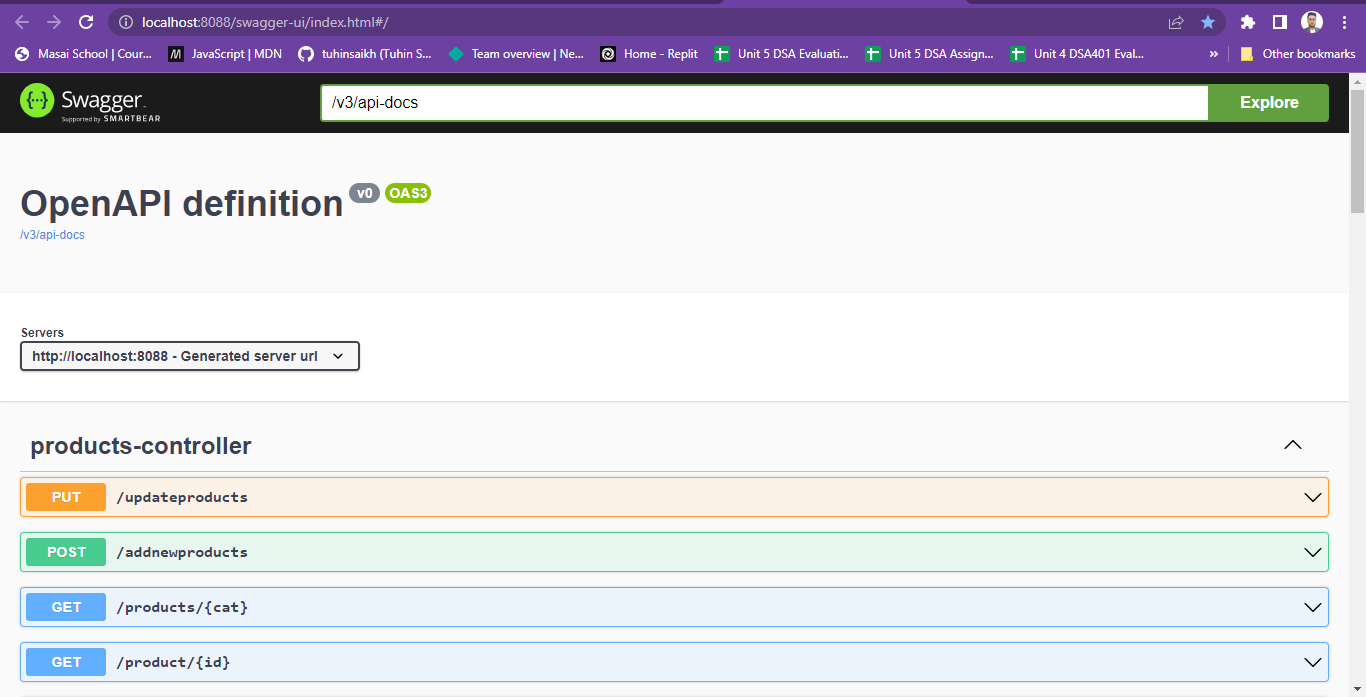 localhost:8088/swagger-ui/index.html#/
Masai School | Cour... M JavaScript | MDN tuhinsaikh (Tuhin S... Team overview | Ne... Home - Replit Unit 5 DSA Evaluati... Unit 5 DSA Assign... Unit 4 DSA401 Eval... » Other bookmarks
{···} Swagger. /v3/api-docs Explore
Supported by SMARTBEAR
OpenAPI definition v0 OAS3
/v3/api-docs
Servers
http://localhost:8088 - Generated server url
products-controller
PUT /updateproducts
POST /addnewproducts
GET /products/{cat}
GET /product/{id}